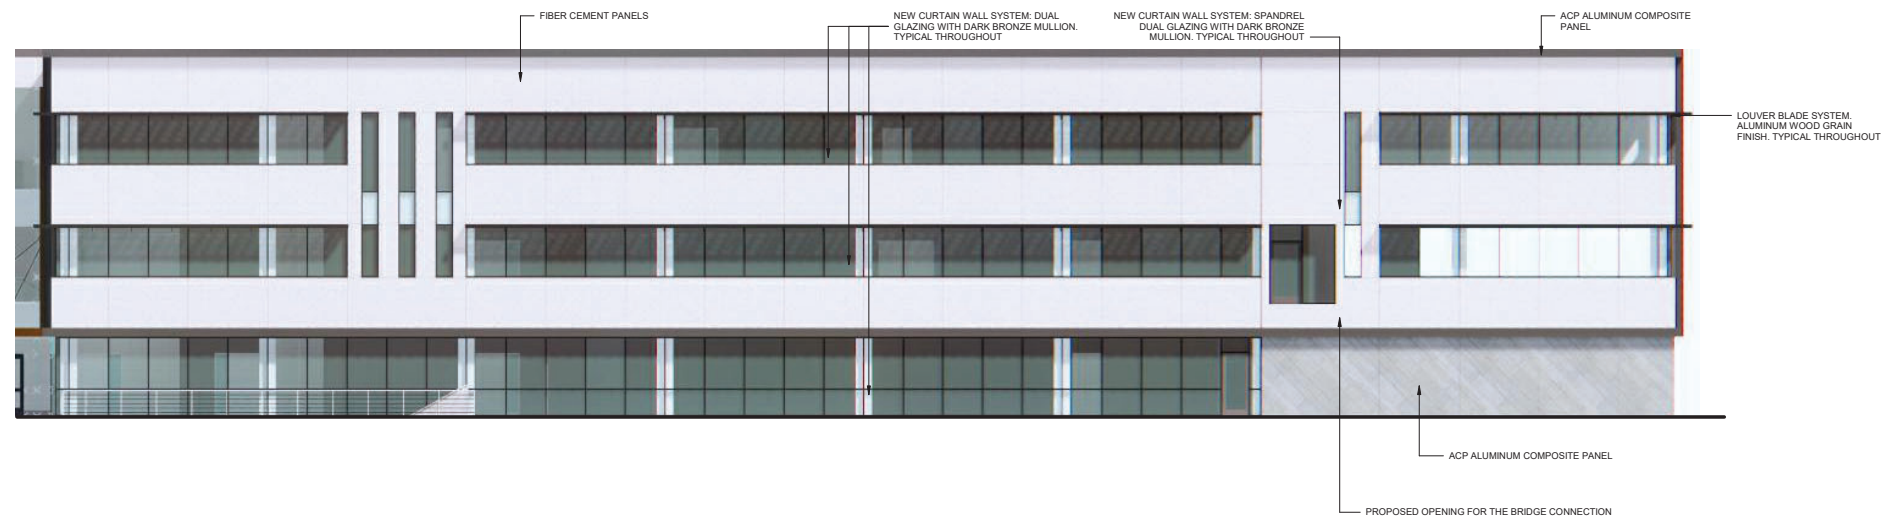 FIBER CEMENT PANELS
NEW CURTAIN WALL SYSTEM: DUAL
GLAZING WITH DARK BRONZE MULLION.
TYPICAL THROUGHOUT
NEW CURTAIN WALL SYSTEM: SPANDREL
DUAL GLAZING WITH DARK BRONZE
MULLION. TYPICAL THROUGHOUT
ACP ALUMINUM COMPOSITE
PANEL
LOUVER BLADE SYSTEM.
ALUMINUM WOOD GRAIN
FINISH. TYPICAL THROUGHOUT
ACP ALUMINUM COMPOSITE PANEL
PROPOSED OPENING FOR THE BRIDGE CONNECTION